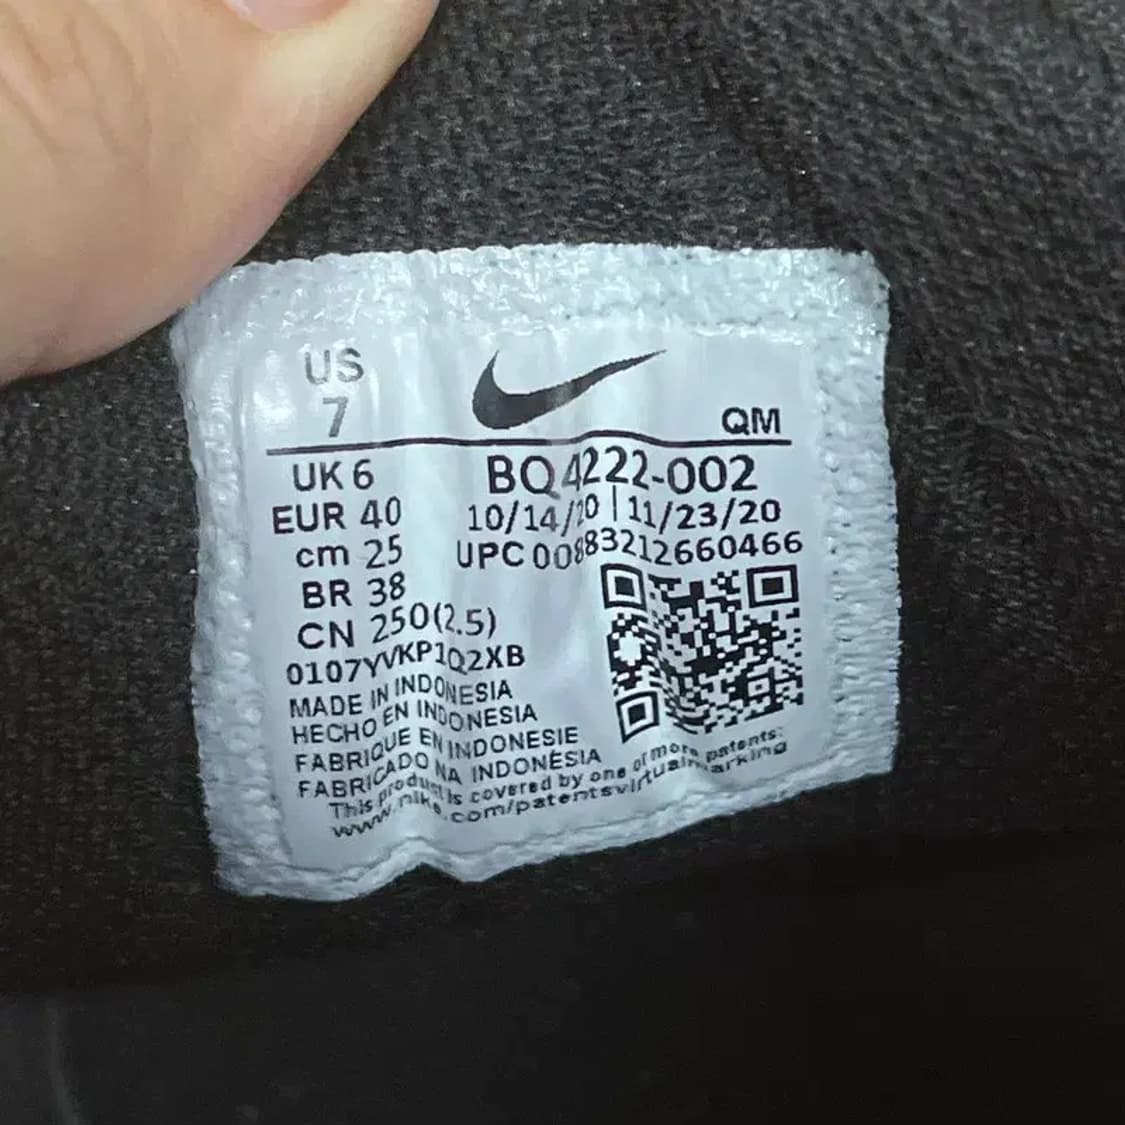 US
7
QM
UK 6
BQ4222-002
EUR 40
10/14/20 | 11/23/20
cm 25
UPC 00883212660466
BR 38
CN 250(2.5)
0107YVKP1Q2XB
MADE IN INDONESIA
HECHO EN INDONESIA
FABRIQUE EN INDONESIE
FABRICADO NA INDONÉSIA
This product is covered by one of more patents:
www.nike.com/patentsvirtualmarking